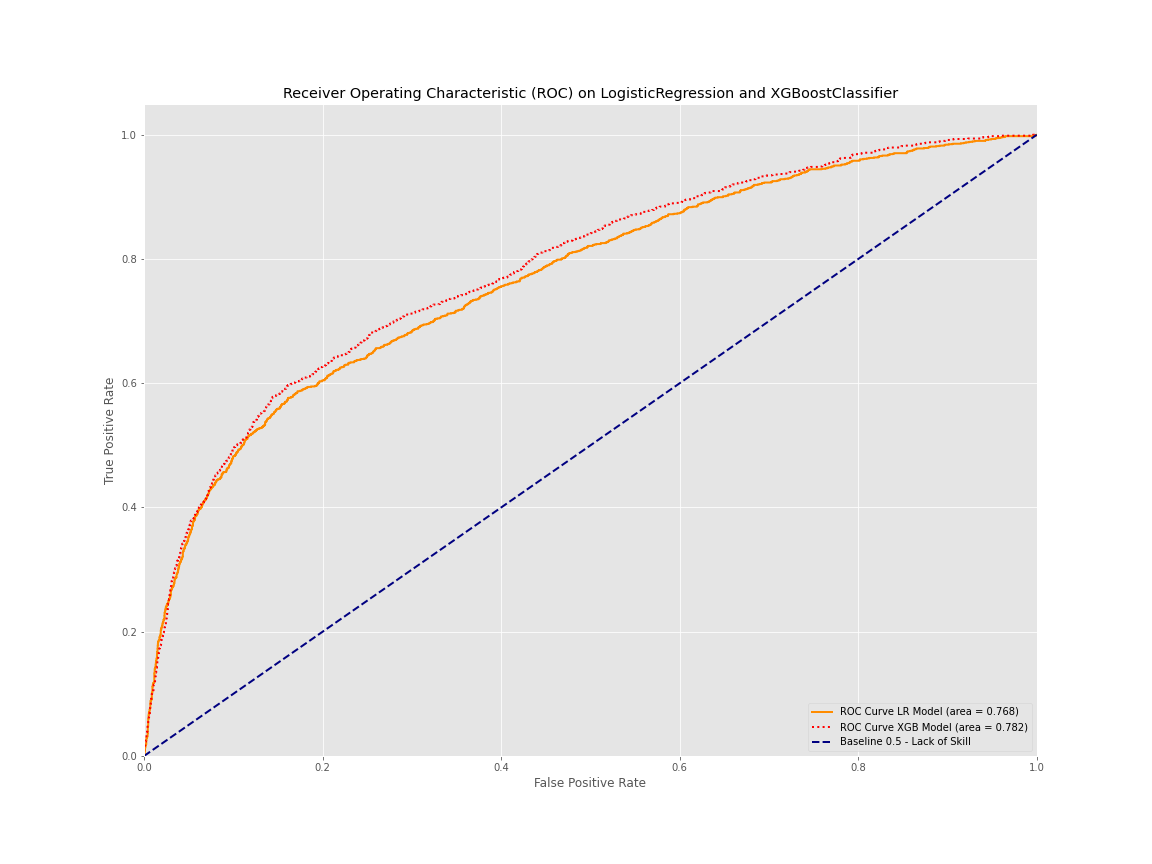 Receiver Operating Characteristic (ROC) on LogisticRegression and XGBoostClassifier
1.0
0.8
0.6
0.4
0.2
0.0
True Positive Rate
0.0 0.2 0.4 0.6 0.8 1.0
False Positive Rate
ROC Curve LR Model (area = 0.768)
ROC Curve XGB Model (area = 0.782)
Baseline 0.5 - Lack of Skill